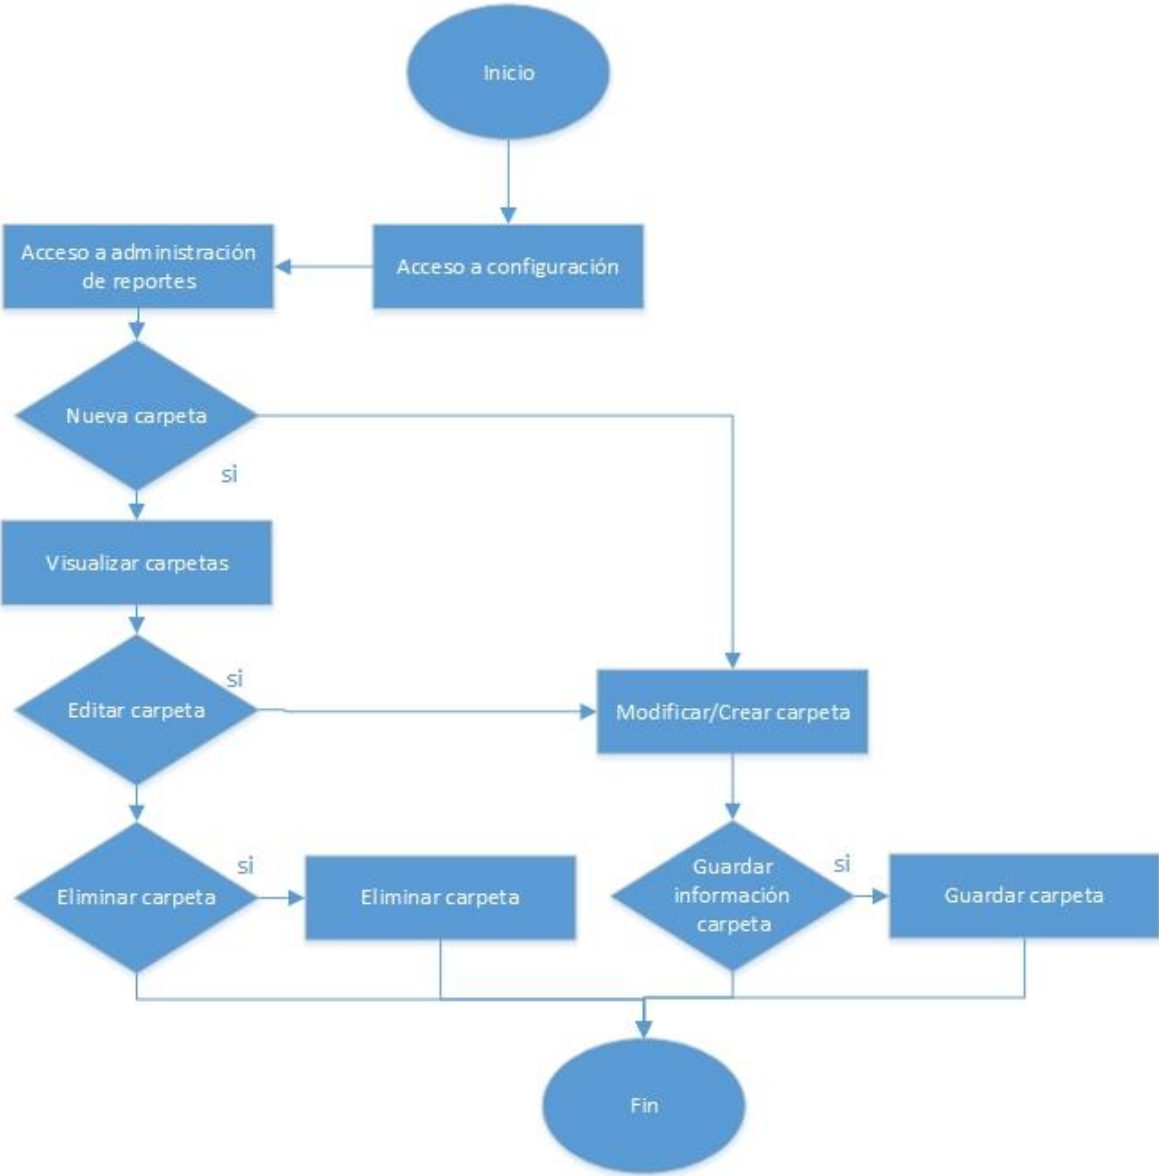 Inicio
Acceso a administración
de reportes
Acceso a configuración
Nueva carpeta
si
Visualizar carpetas
si
Editar carpeta
Modificar/Crear carpeta
si
Eliminar carpeta
Eliminar carpeta
Guardar
información
carpeta
si
Guardar carpeta
Fin